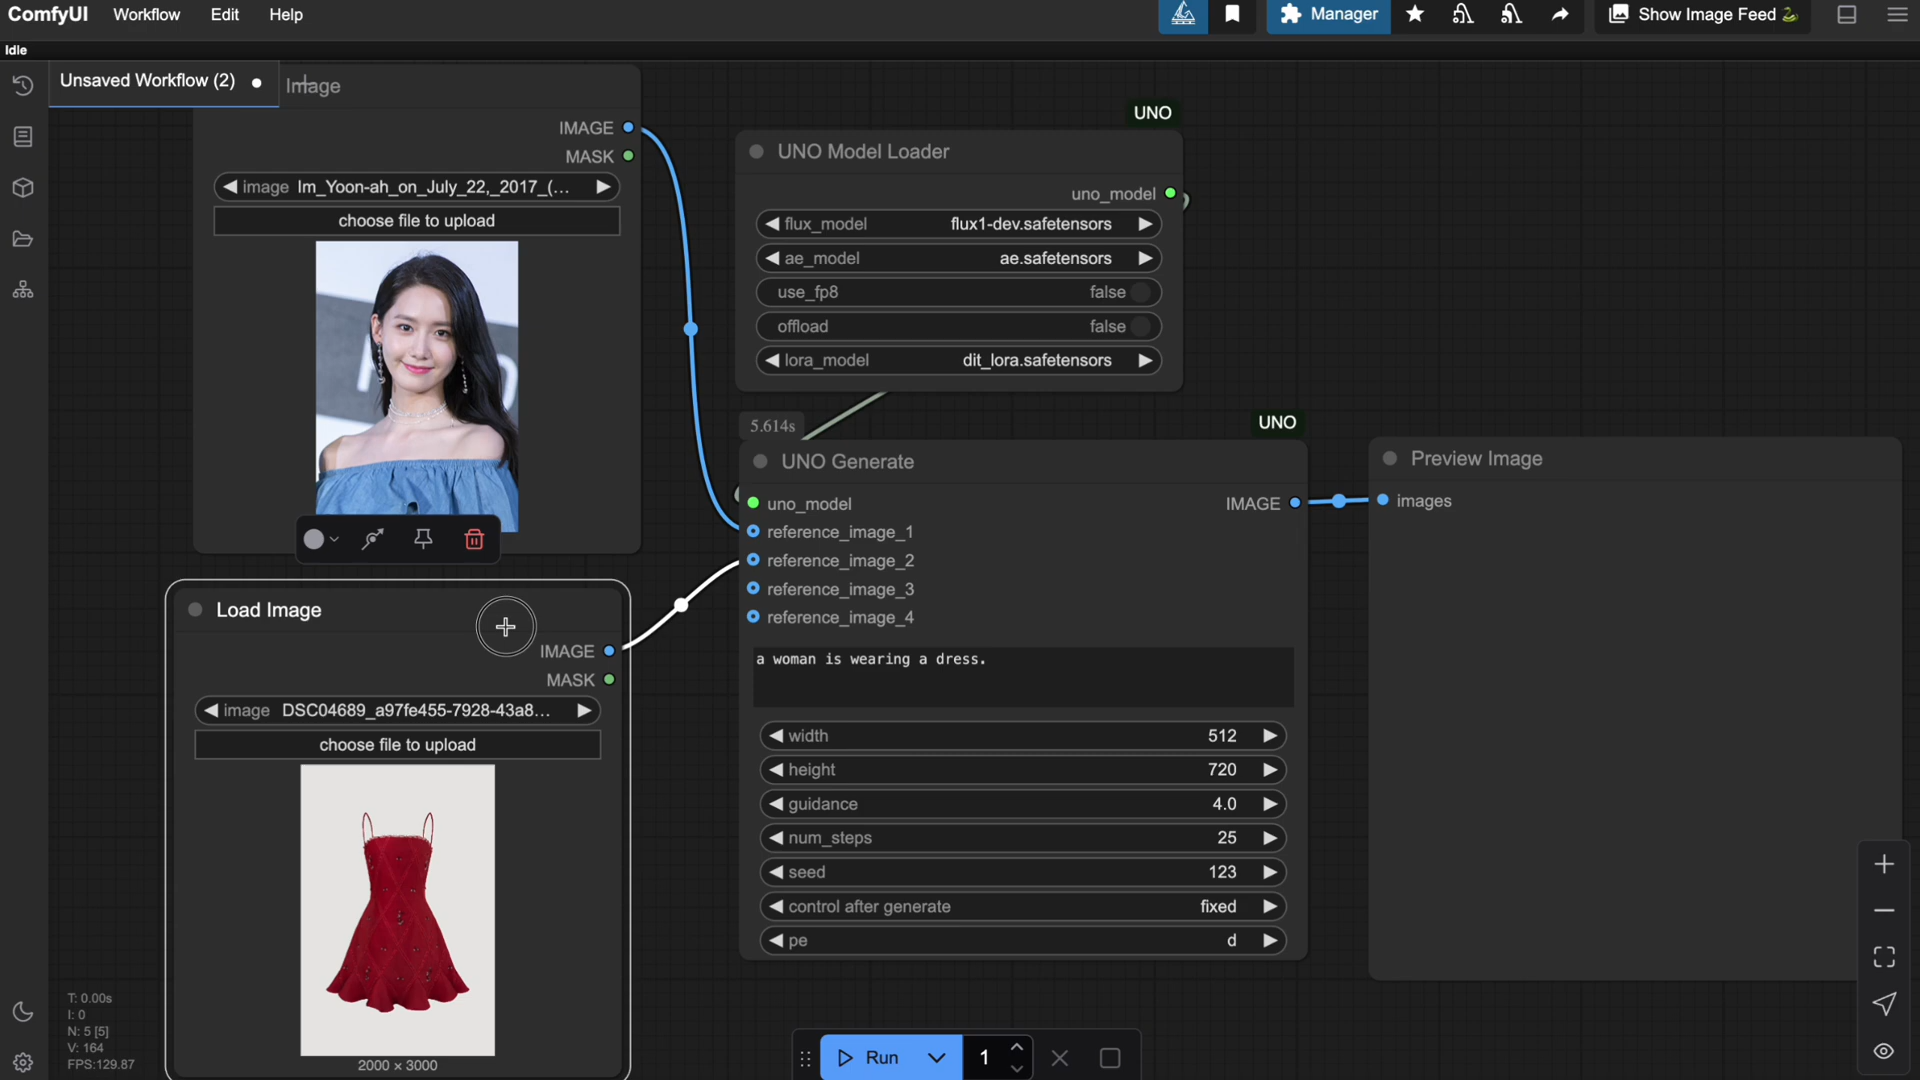 ComfyUI Workflow Edit Help
Manager
Show Image Feed
Idle
Unsaved Workflow (2)
Image
IMAGE
MASK
image Im_Yoon-ah_on_July_22,_2017_(...
choose file to upload
UNO
UNO Model Loader
uno_model
flux_model flux1-dev.safetensors
ae_model ae.safetensors
use_fp8 false
offload false
lora_model dit_lora.safetensors
5.614s
UNO
UNO Generate
uno_model
IMAGE
reference_image_1
reference_image_2
reference_image_3
reference_image_4
a woman is wearing a dress.
width 512
height 720
guidance 4.0
num_steps 25
seed 123
control after generate fixed
pe d
Preview Image
images
Load Image
IMAGE
MASK
image DSC04689_a97fe455-7928-43a8...
choose file to upload
2000 × 3000
T: 0.00s
I: 0
N: 5 [5]
V: 164
FPS:129.87
Run
1